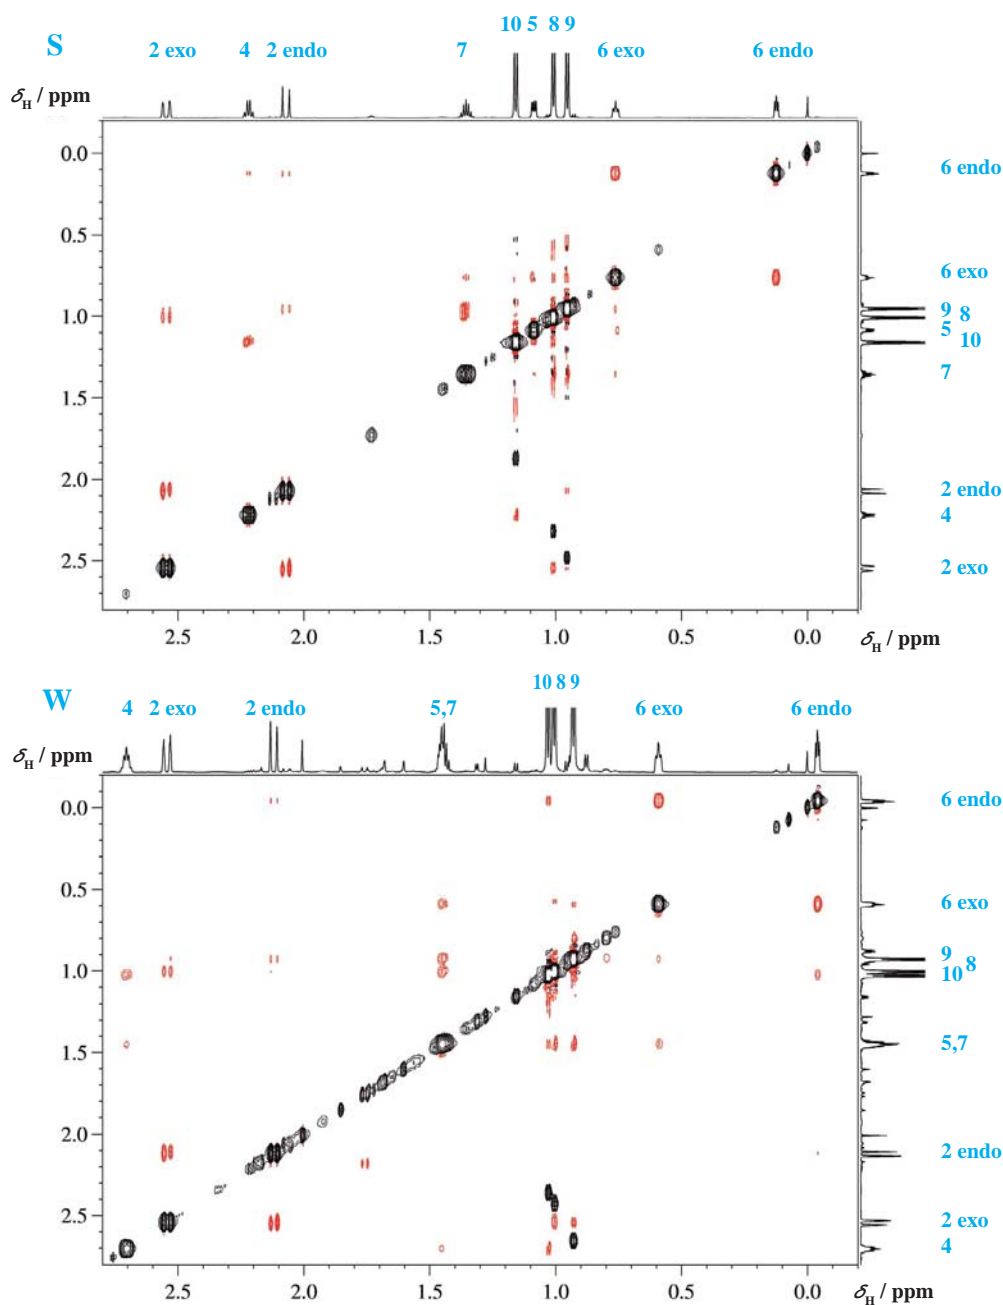 S
10 5 8 9
2 exo 4 2 endo 7 6 exo 6 endo
δH / ppm
0.0 6 endo
0.5
6 exo
1.0 9 8
5 10
7
1.5
2.0 2 endo
4
2.5 2 exo
2.5 2.0 1.5 1.0 0.5 0.0
δH / ppm
W
10 8 9
4 2 exo 2 endo 5,7 6 exo 6 endo
δH / ppm
0.0 6 endo
0.5 6 exo
9
1.0 10 8
1.5 5,7
2.0 2 endo
2.5 2 exo
4
2.5 2.0 1.5 1.0 0.5 0.0 δH / ppm